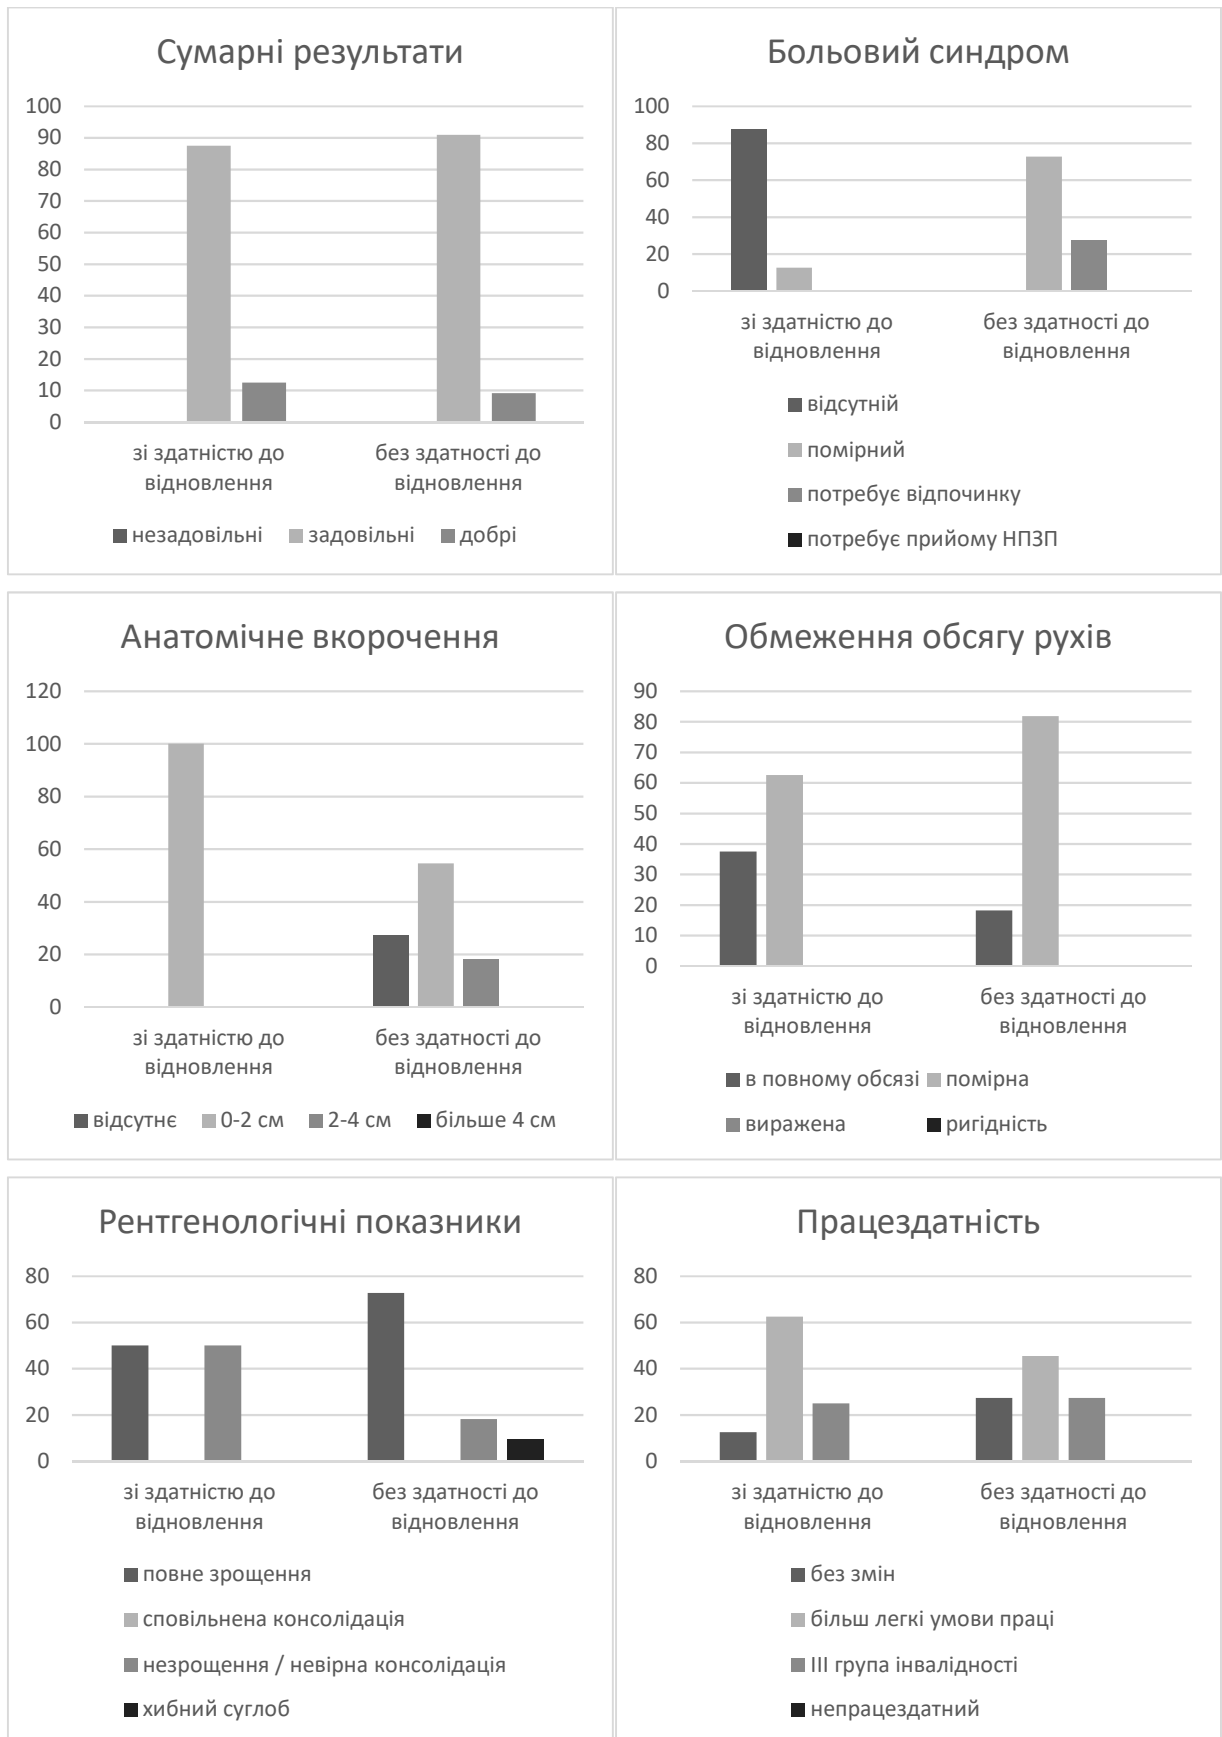 Сумарні результати
100
90
80
70
60
50
40
30
20
10
0
зі здатністю до
відновлення
без здатності до
відновлення
незадовільні задовільні добрі
Больовий синдром
100
80
60
40
20
0
зі здатністю до
відновлення
без здатності до
відновлення
відсутній
помірний
потребує відпочинку
потребує прийому НПЗП
Анатомічне вкорочення
120
100
80
60
40
20
0
зі здатністю до
відновлення
без здатності до
відновлення
відсутнє 0-2 см 2-4 см більше 4 см
Обмеження обсягу рухів
90
80
70
60
50
40
30
20
10
0
зі здатністю до
відновлення
без здатності до
відновлення
в повному обсязі помірна
виражена ригідність
Рентгенологічні показники
80
60
40
20
0
зі здатністю до
відновлення
без здатності до
відновлення
повне зрощення
сповільнена консолідація
незрощення / невірна консолідація
хибний суглоб
Працездатність
80
60
40
20
0
зі здатністю до
відновлення
без здатності до
відновлення
без змін
більш легкі умови праці
ІІІ група інвалідності
непрацездатний